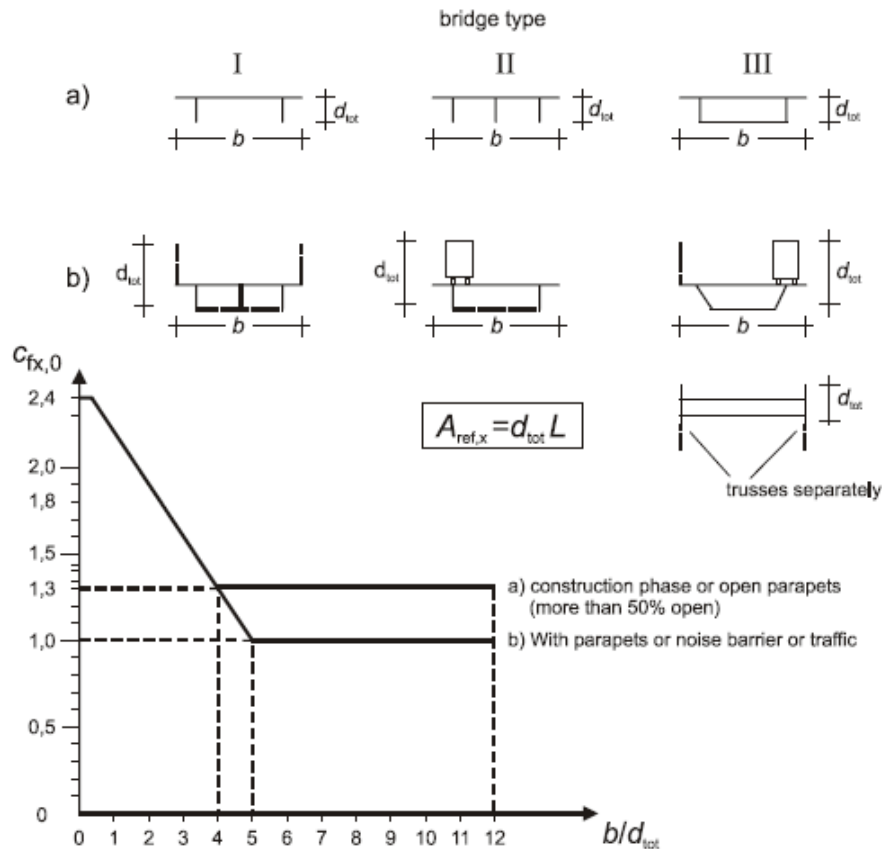 bridge type
I II III
a)
d_tot d_tot d_tot
b b b
b)
d_tot d_tot d_tot
b b b
c_fx,0
2,4
d_tot
A_ref,x = d_tot L
2,0
trusses separately
1,8
1,5
1,3
a) construction phase or open parapets
(more than 50% open)
1,0
b) With parapets or noise barrier or traffic
0,5
0
0 1 2 3 4 5 6 7 8 9 10 11 12 b/d_tot